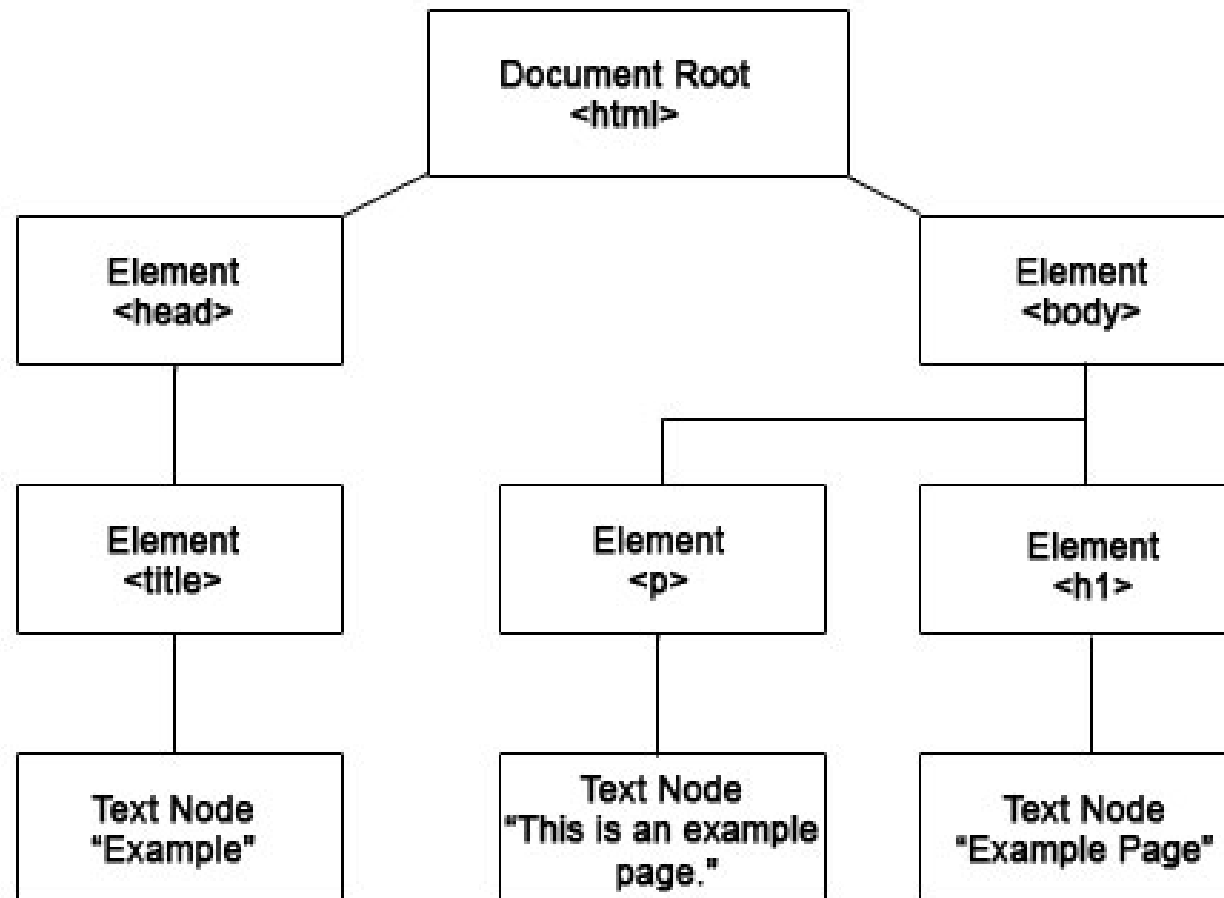 Document Root
<html>
Element
<head>
Element
<body>
Element
<title>
Element
<p>
Element
<h1>
Text Node
“Example”
Text Node
"This is an example
page."
Text Node
“Example Page”